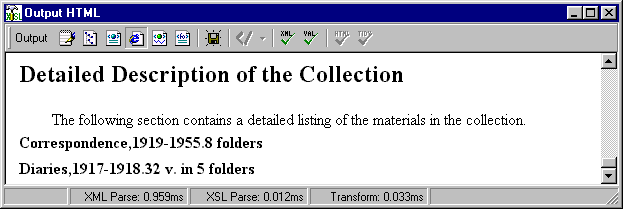 Output HTML
Output XML VAL HTML TIDY
Detailed Description of the Collection
The following section contains a detailed listing of the materials in the collection.
Correspondence,1919-1955.8 folders
Diaries,1917-1918.32 v. in 5 folders
XML Parse: 0.959ms XSL Parse: 0.012ms Transform: 0.033ms